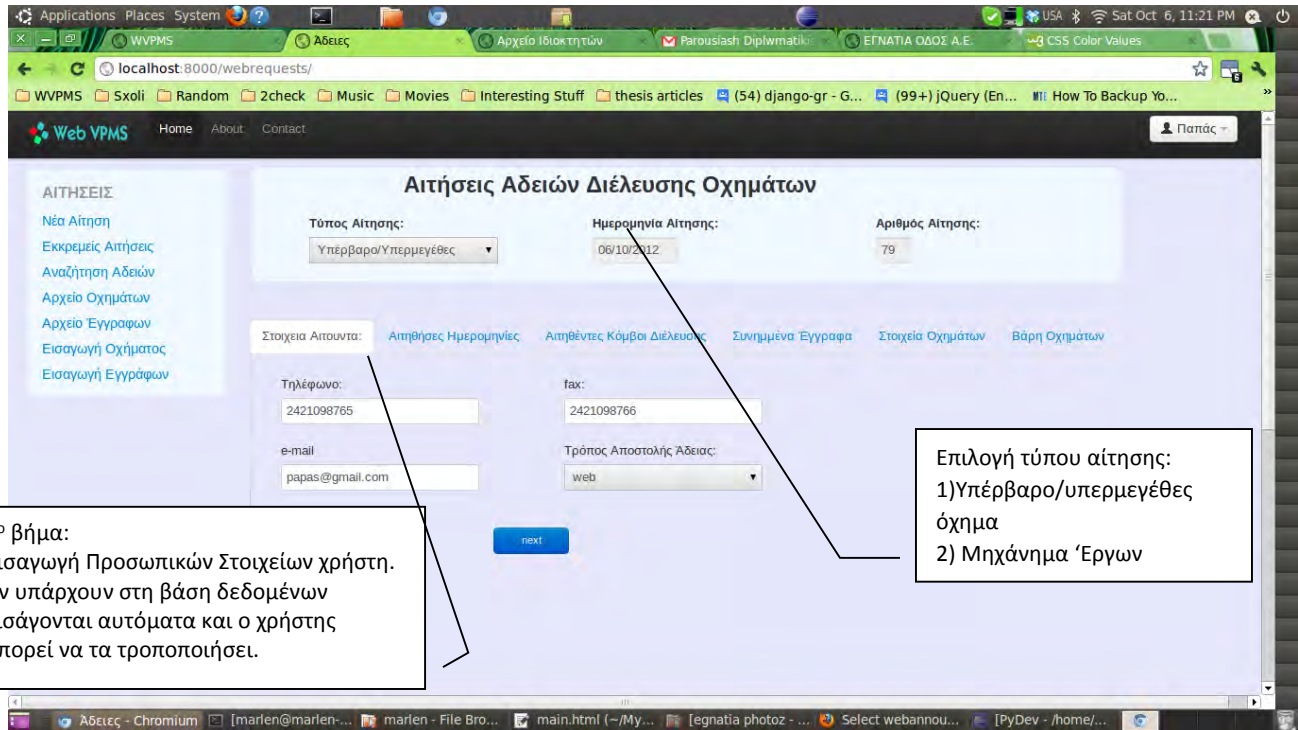 Applications Places System USA Sat Oct 6, 11:21 PM
WVPMS Άδειες Αρχείο Ιδιοκτητών Parousiash Diplwmatik ΕΓΝΑΤΙΑ ΟΔΟΣ Α.Ε. CSS Color Values
localhost:8000/webrequests/
WVPMS Sxoli Random 2check Music Movies Interesting Stuff thesis articles (54) django-gr - G... (99+) jQuery (En... How To Backup Yo... »
Web VPMS Home About Contact Παπάς
ΑΙΤΗΣΕΙΣ
Νέα Αίτηση
Εκκρεμείς Αιτήσεις
Αναζήτηση Αδειών
Αρχείο Οχημάτων
Αρχείο Έγγραφων
Εισαγωγή Οχήματος
Εισαγωγή Εγγράφων
Αιτήσεις Αδειών Διέλευσης Οχημάτων
Τύπος Αίτησης: Ημερομηνία Αίτησης: Αριθμός Αίτησης:
Υπέρβαρο/Υπερμεγέθες 06/10/2012 79
Στοιχεια Αιτουντα: Αιτηθήσες Ημερομηνίες Αιτηθέντες Κόμβοι Διέλευσης Συνημμένα Έγγραφα Στοιχεία Οχημάτων Βάρη Οχημάτων
Τηλέφωνο: fax:
2421098765 2421098766
e-mail Τρόπος Αποστολής Άδειας:
papas@gmail.com web
next
Επιλογή τύπου αίτησης:
1)Υπέρβαρο/υπερμεγέθες
όχημα
2) Μηχάνημα ‘Εργων
ο βήμα:
ισαγωγή Προσωπικών Στοιχείων χρήστη.
ν υπάρχουν στη βάση δεδομένων
ισάγονται αυτόματα και ο χρήστης
πορεί να τα τροποποιήσει.
Άδειες - Chromium [marlen@marlen-... marlen - File Bro... main.html (~/My... [egnatia photoz - ... Select webannou... [PyDev - /home/...